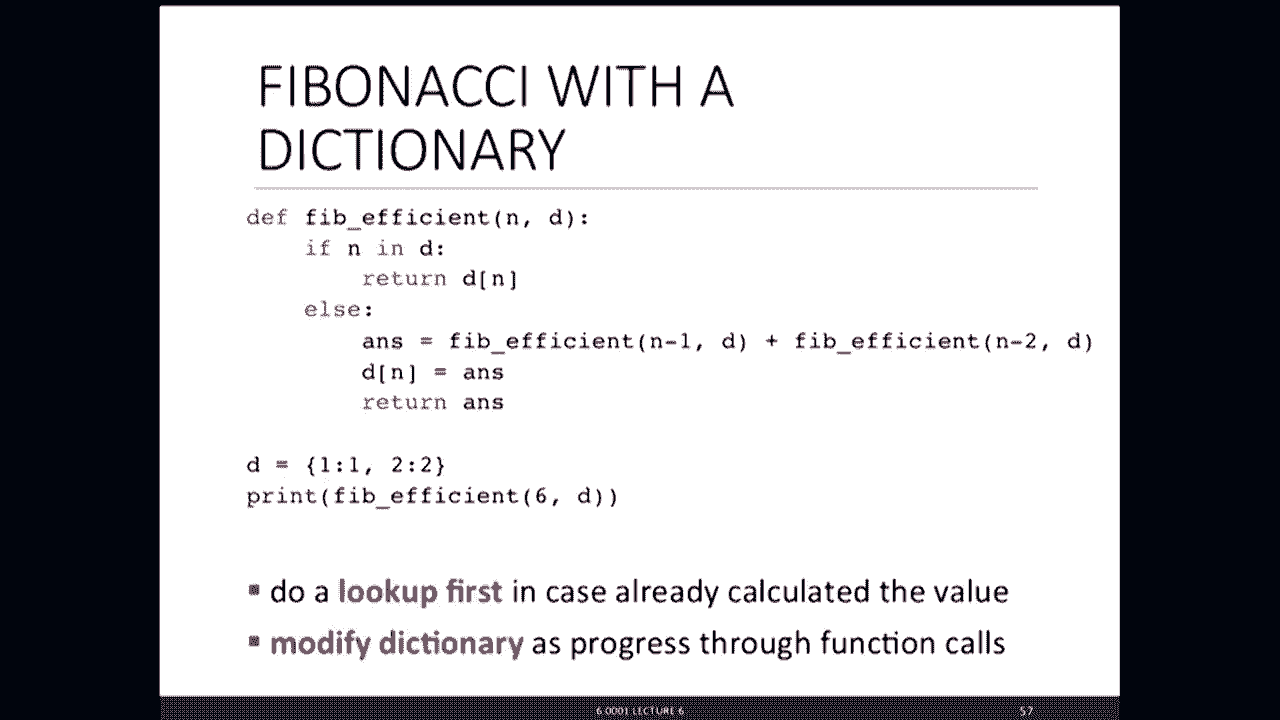 FIBONACCI WITH A
DICTIONARY
def fib_efficient(n, d):
    if n in d:
        return d[n]
    else:
        ans = fib_efficient(n-1, d) + fib_efficient(n-2, d)
        d[n] = ans
        return ans
d = {1:1, 2:2}
print(fib_efficient(6, d))
▪ do a lookup first in case already calculated the value
▪ modify dictionary as progress through function calls
6.0001 LECTURE 6
57